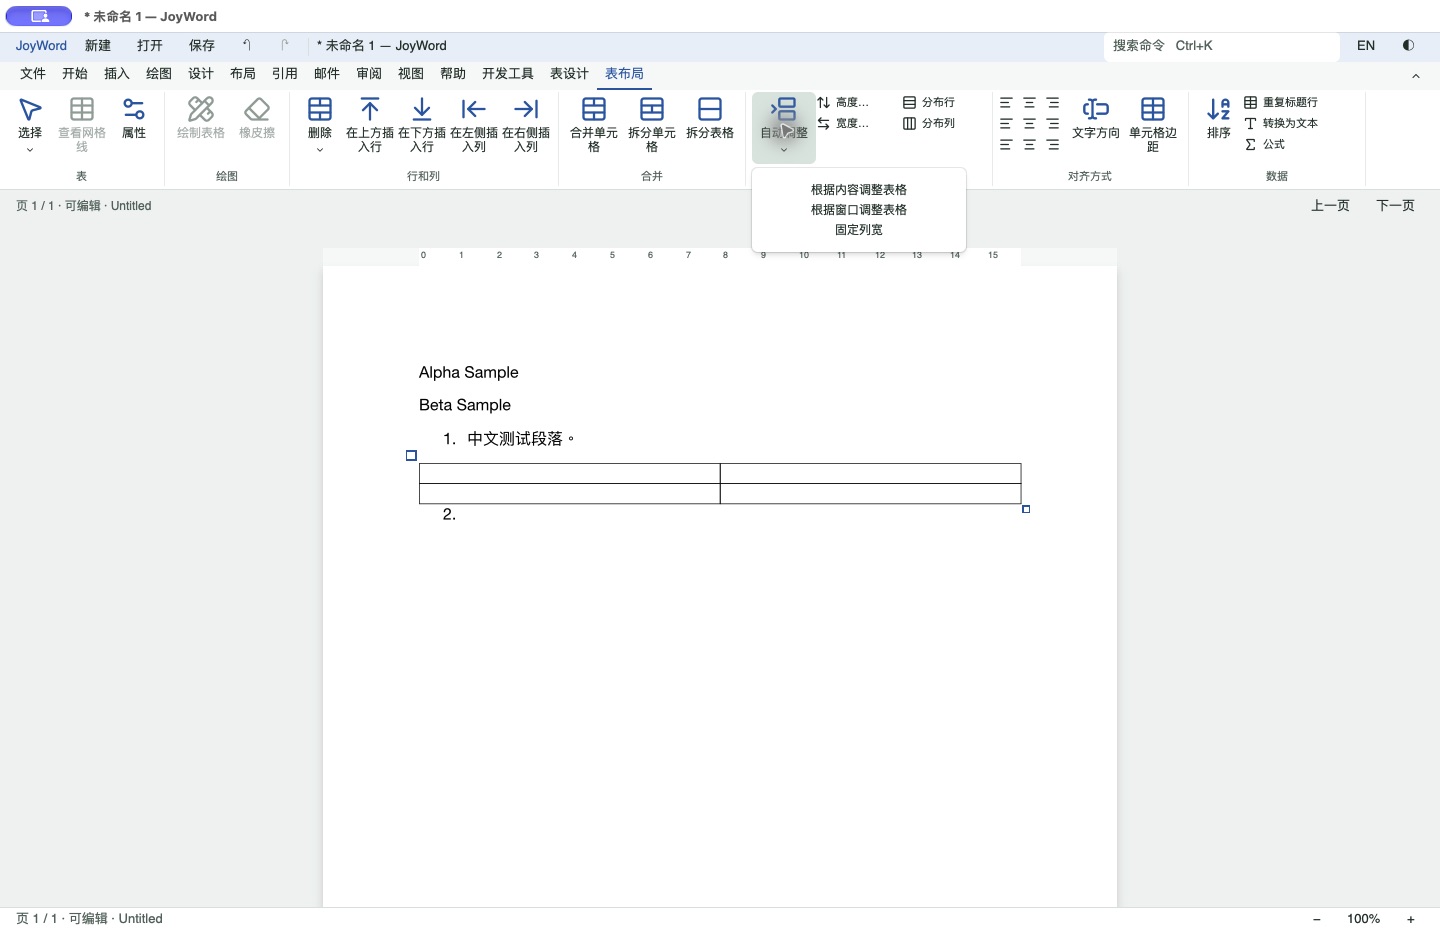 * 未命名 1 — JoyWord
JoyWord 新建 打开 保存 * 未命名 1 — JoyWord 搜索命令 Ctrl+K EN
文件 开始 插入 绘图 设计 布局 引用 邮件 审阅 视图 帮助 开发工具 表设计 表布局
选择 查看网格线 属性
表
绘制表格 橡皮擦
绘图
删除 在上方插入行 在下方插入行 在左侧插入列 在右侧插入列
行和列
合并单元格 拆分单元格 拆分表格
合并
自动调整 高度... 分布行
宽度... 分布列
文字方向 单元格边距
对齐方式
排序 重复标题行
转换为文本
公式
数据
根据内容调整表格
根据窗口调整表格
固定列宽
页 1 / 1 · 可编辑 · Untitled 上一页 下一页
0 1 2 3 4 5 6 7 8 9 10 11 12 13 14 15
Alpha Sample
Beta Sample
1. 中文测试段落。
2.
页 1 / 1 · 可编辑 · Untitled − 100% +